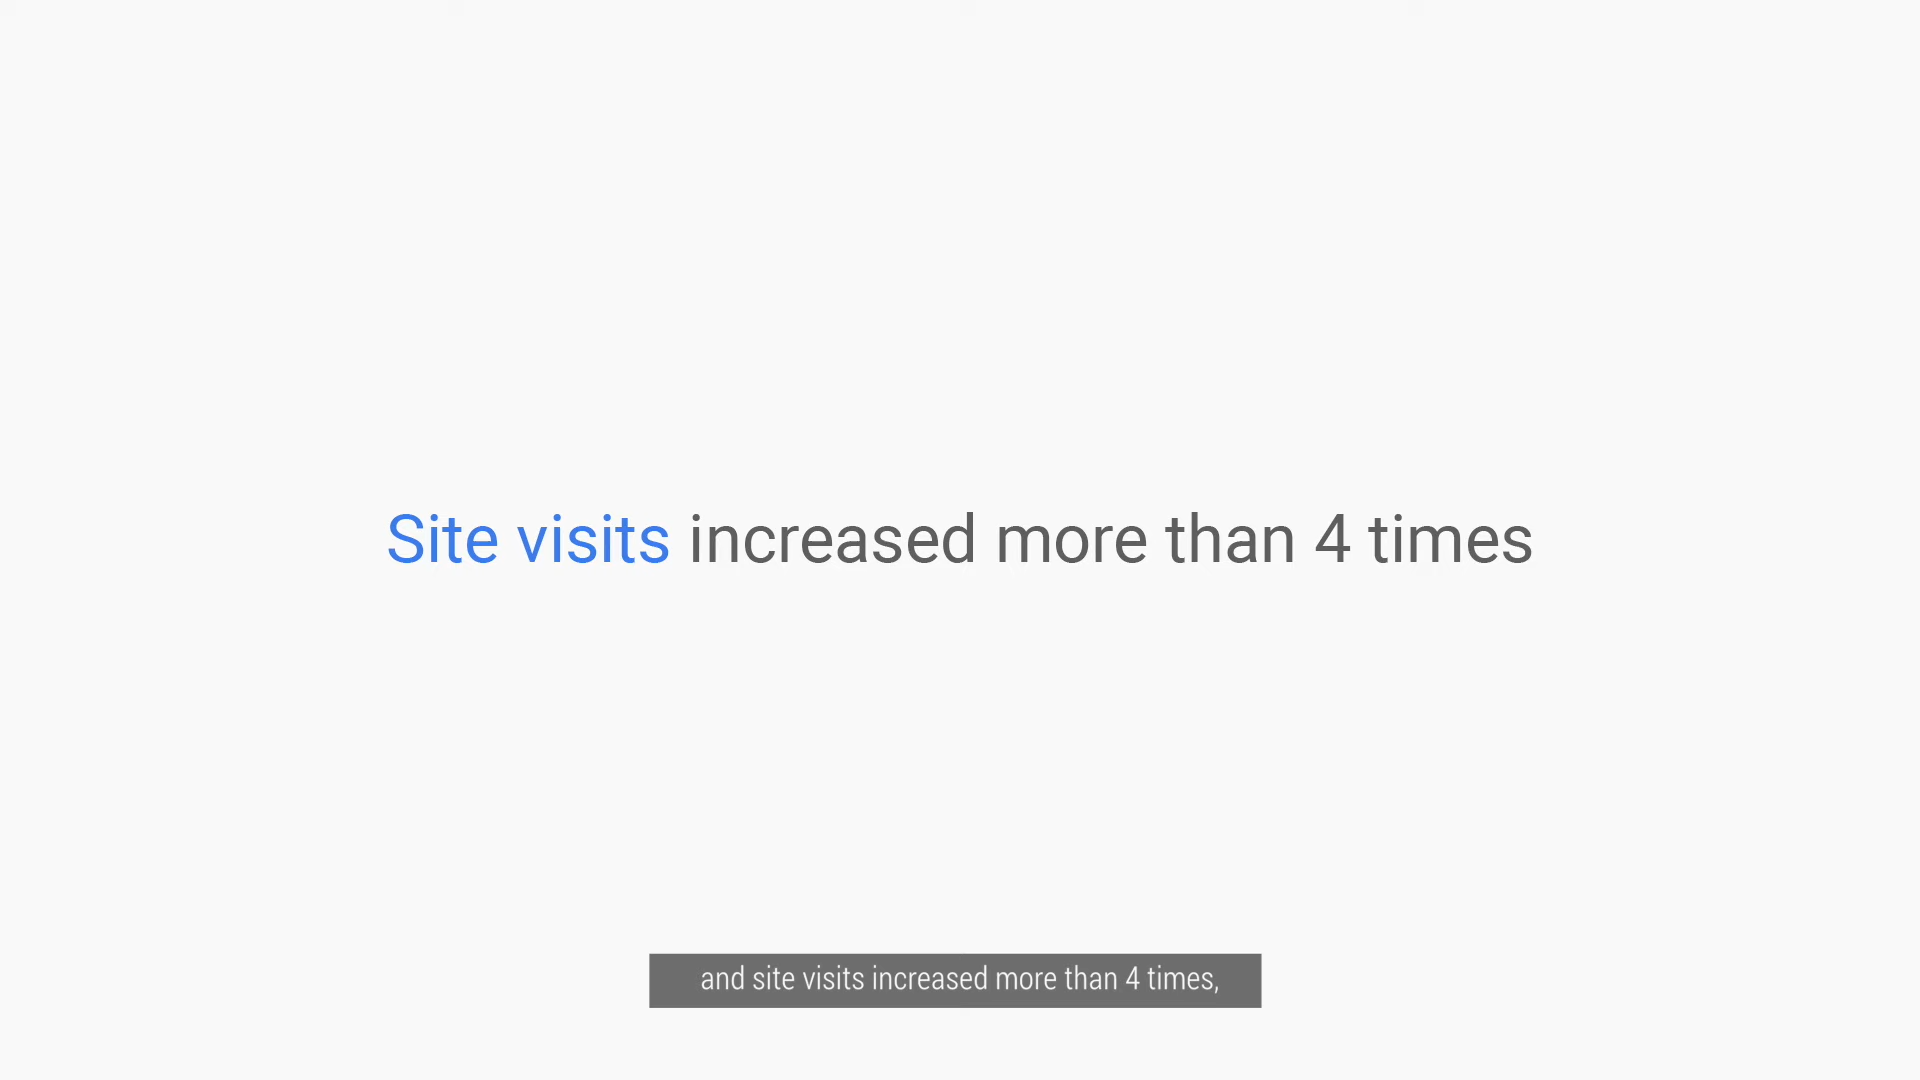 Site visits increased more than 4 times
and site visits increased more than 4 times,